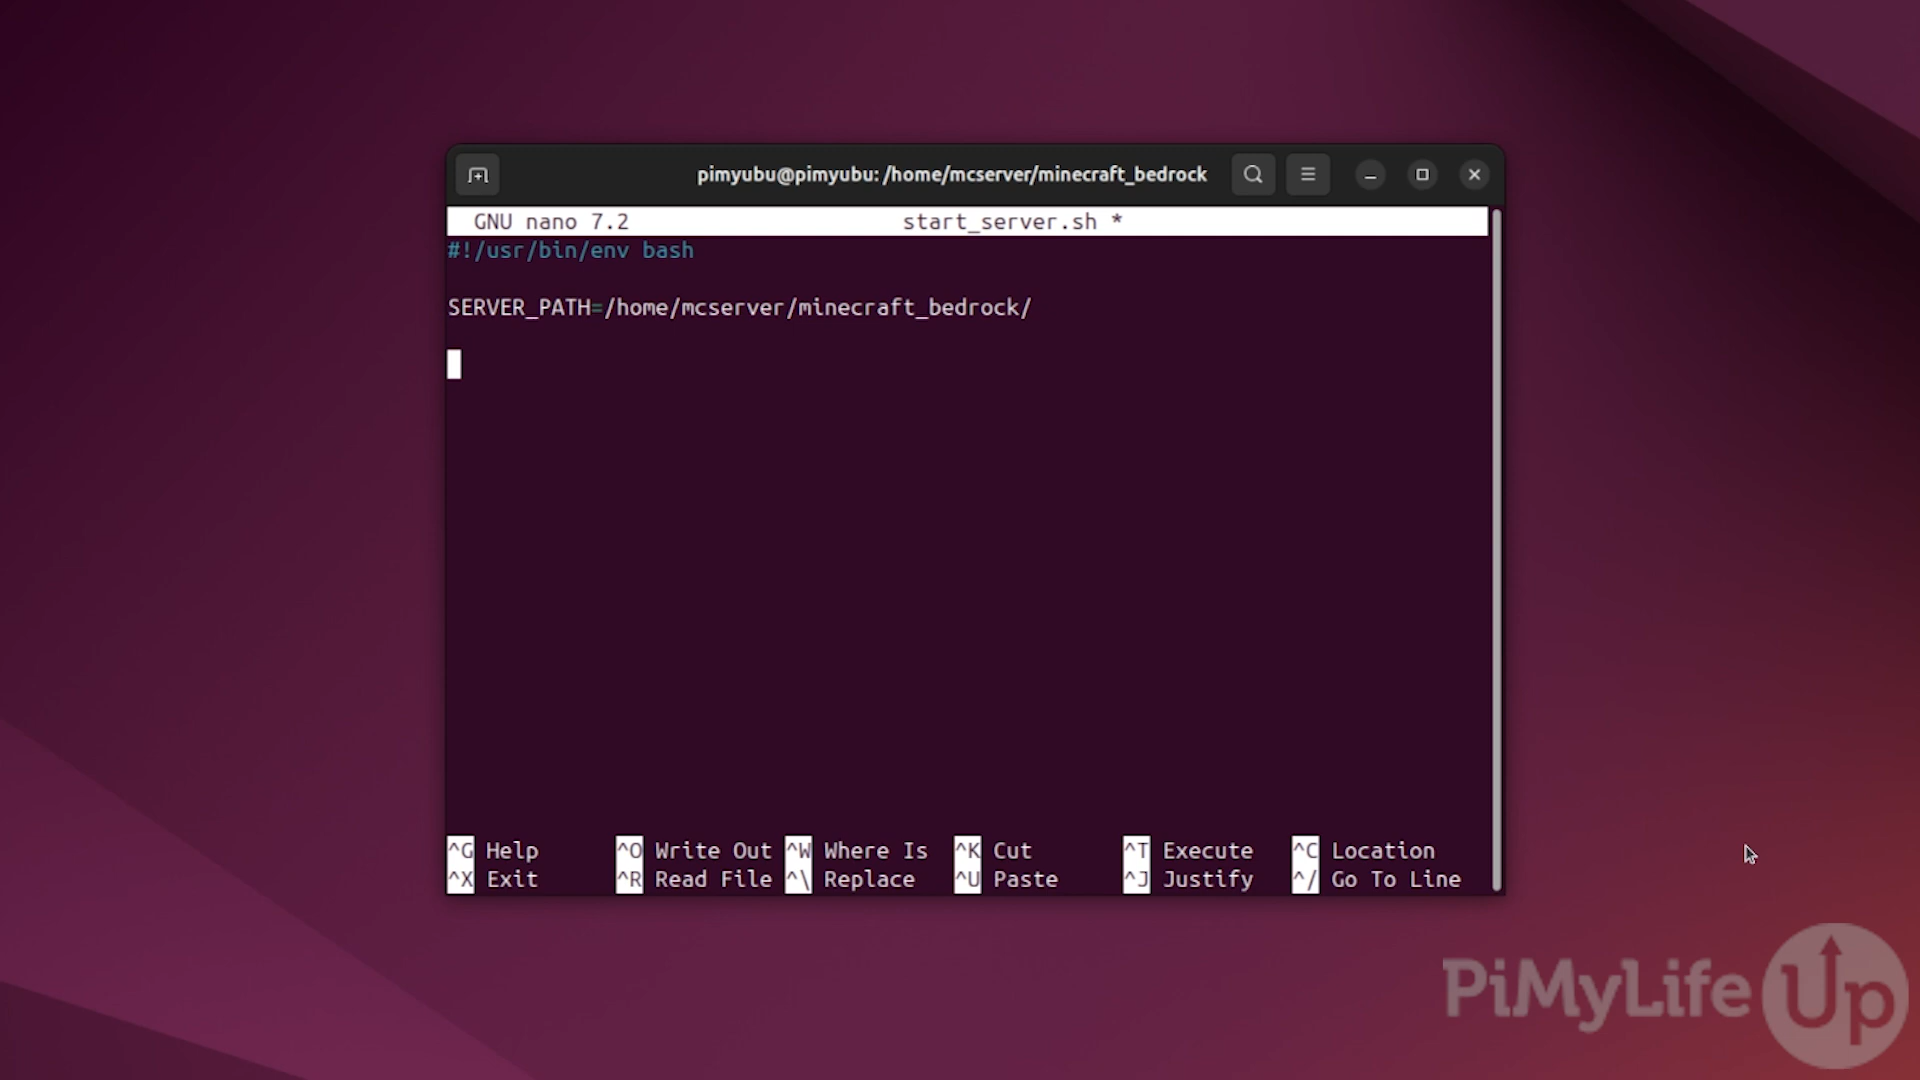 pimyubu@pimyubu: /home/mcserver/minecraft_bedrock
GNU nano 7.2 start_server.sh *
#!/usr/bin/env bash
SERVER_PATH=/home/mcserver/minecraft_bedrock/
^G Help ^O Write Out ^W Where Is ^K Cut ^T Execute ^C Location
^X Exit ^R Read File ^\ Replace ^U Paste ^J Justify ^/ Go To Line
PiMyLifeUp